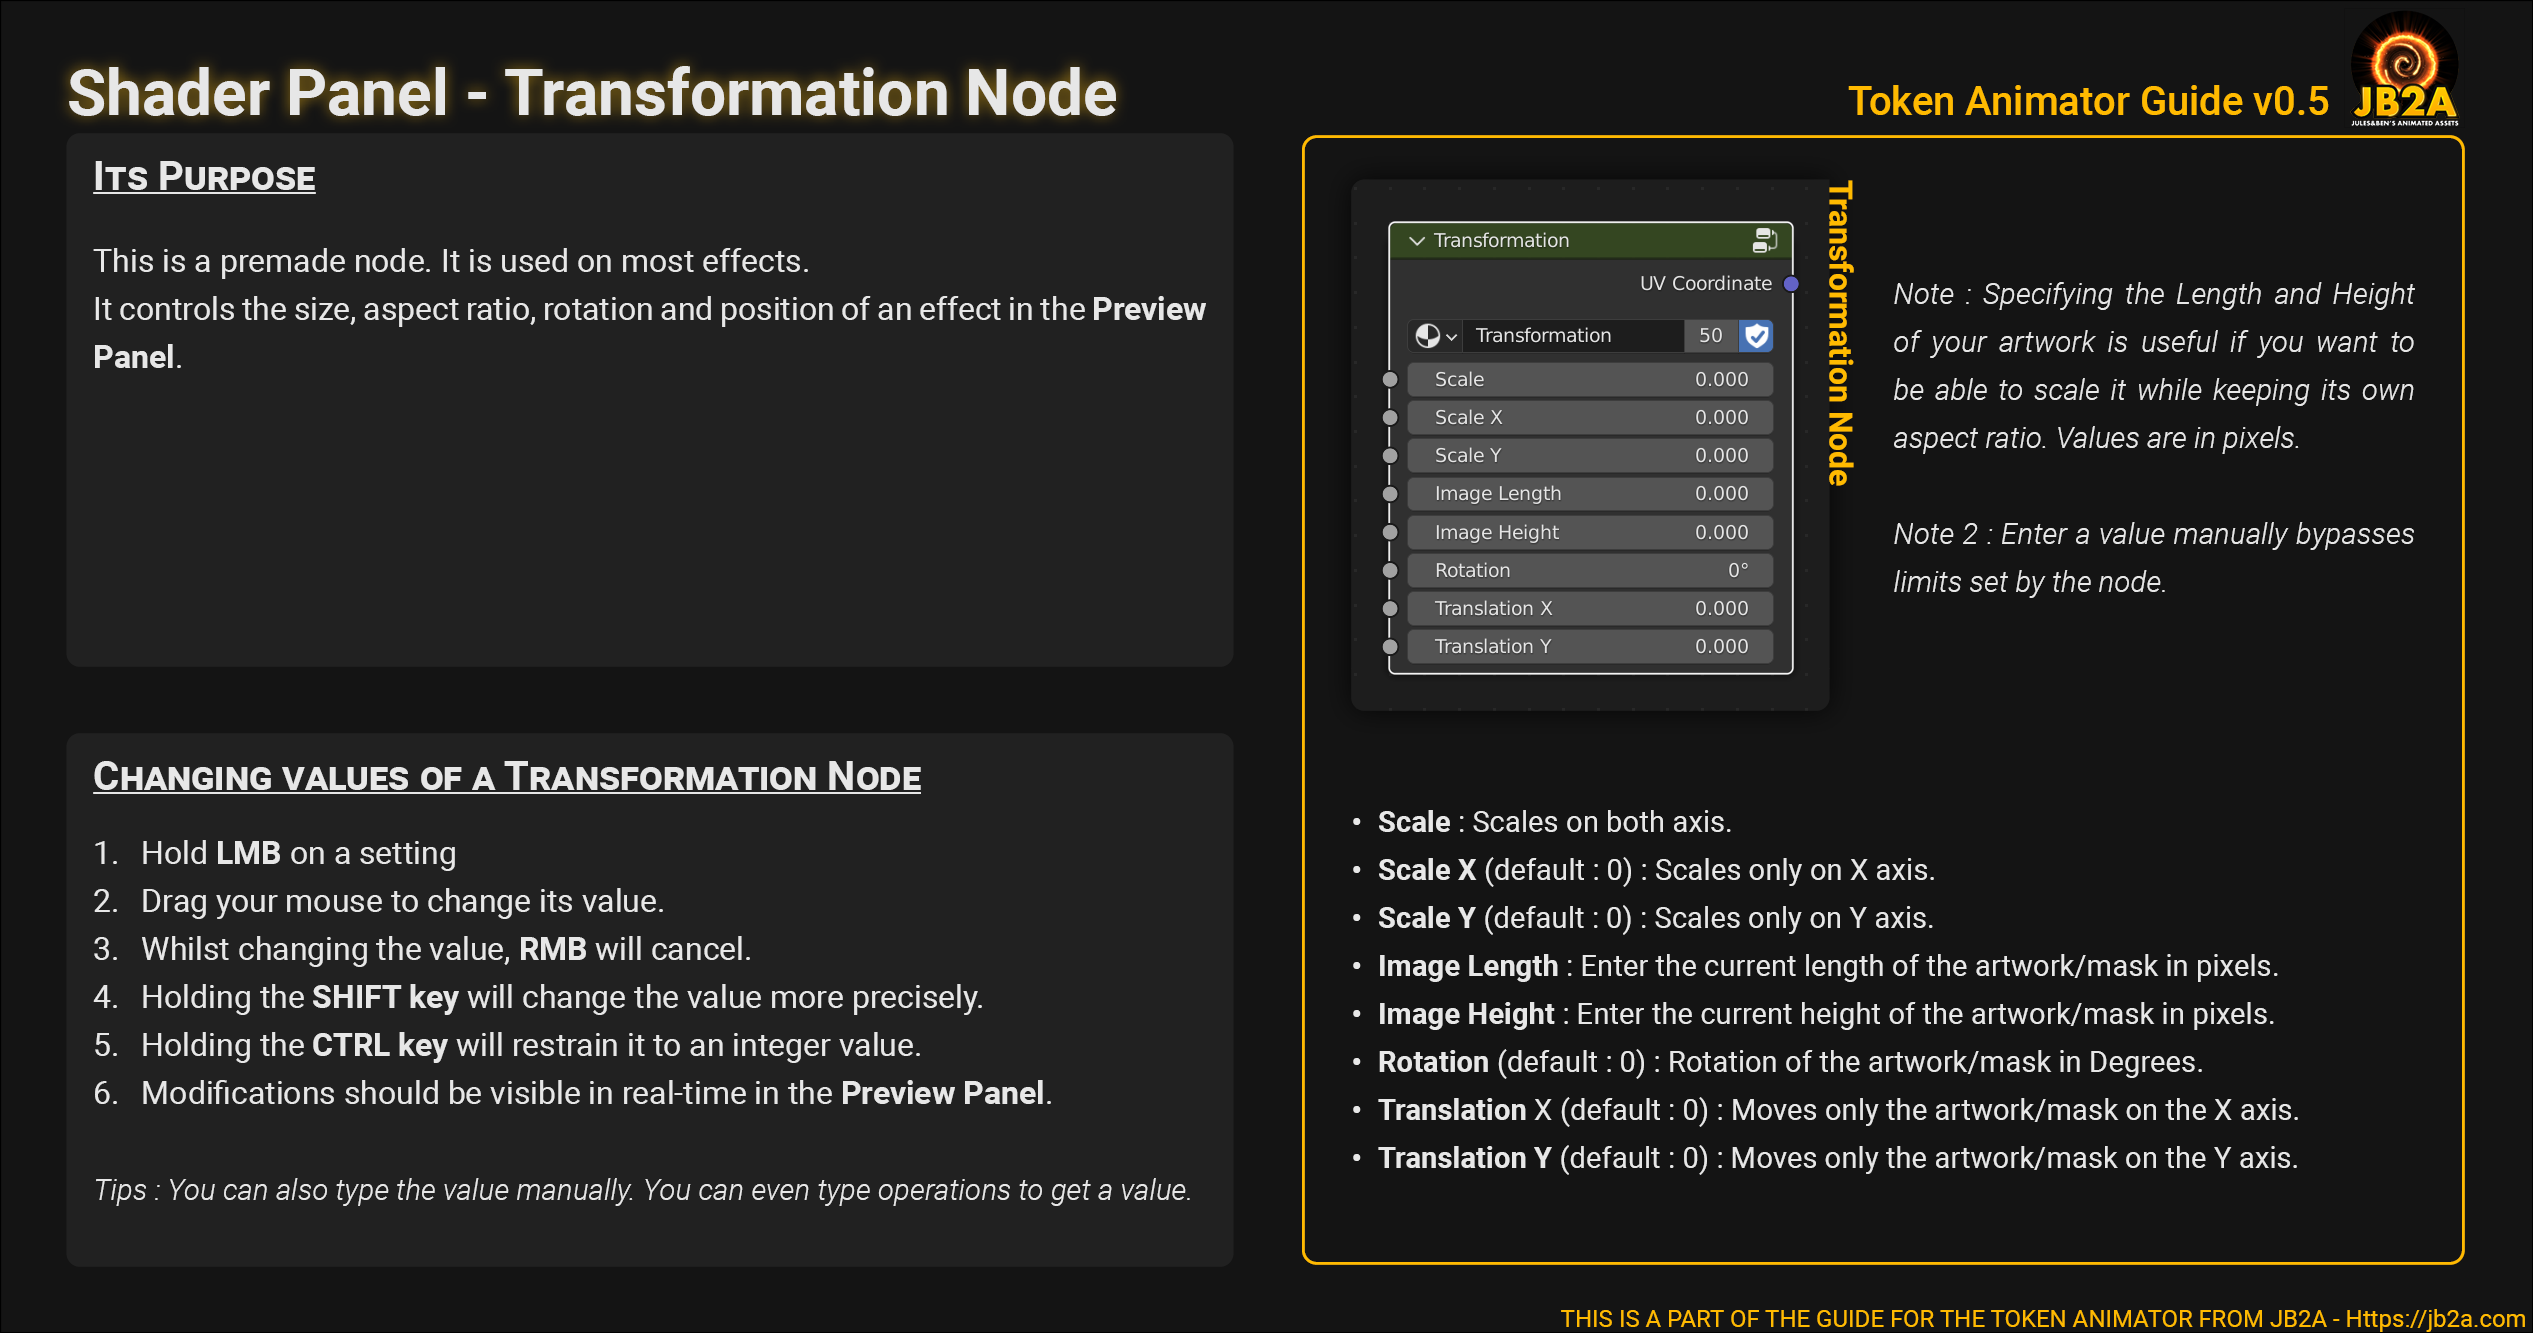 Shader Panel - Transformation Node
Token Animator Guide v0.5
JB2A
JULES&BEN'S ANIMATED ASSETS
ITS PURPOSE
This is a premade node. It is used on most effects.
It controls the size, aspect ratio, rotation and position of an effect in the Preview
Panel.
CHANGING VALUES OF A TRANSFORMATION NODE
1. Hold LMB on a setting
2. Drag your mouse to change its value.
3. Whilst changing the value, RMB will cancel.
4. Holding the SHIFT key will change the value more precisely.
5. Holding the CTRL key will restrain it to an integer value.
6. Modifications should be visible in real-time in the Preview Panel.
Tips : You can also type the value manually. You can even type operations to get a value.
Transformation
UV Coordinate
Transformation 50
Scale 0.000
Scale X 0.000
Scale Y 0.000
Image Length 0.000
Image Height 0.000
Rotation 0°
Translation X 0.000
Translation Y 0.000
Transformation Node
Note : Specifying the Length and Height
of your artwork is useful if you want to
be able to scale it while keeping its own
aspect ratio. Values are in pixels.
Note 2 : Enter a value manually bypasses
limits set by the node.
• Scale : Scales on both axis.
• Scale X (default : 0) : Scales only on X axis.
• Scale Y (default : 0) : Scales only on Y axis.
• Image Length : Enter the current length of the artwork/mask in pixels.
• Image Height : Enter the current height of the artwork/mask in pixels.
• Rotation (default : 0) : Rotation of the artwork/mask in Degrees.
• Translation X (default : 0) : Moves only the artwork/mask on the X axis.
• Translation Y (default : 0) : Moves only the artwork/mask on the Y axis.
THIS IS A PART OF THE GUIDE FOR THE TOKEN ANIMATOR FROM JB2A - Https://jb2a.com